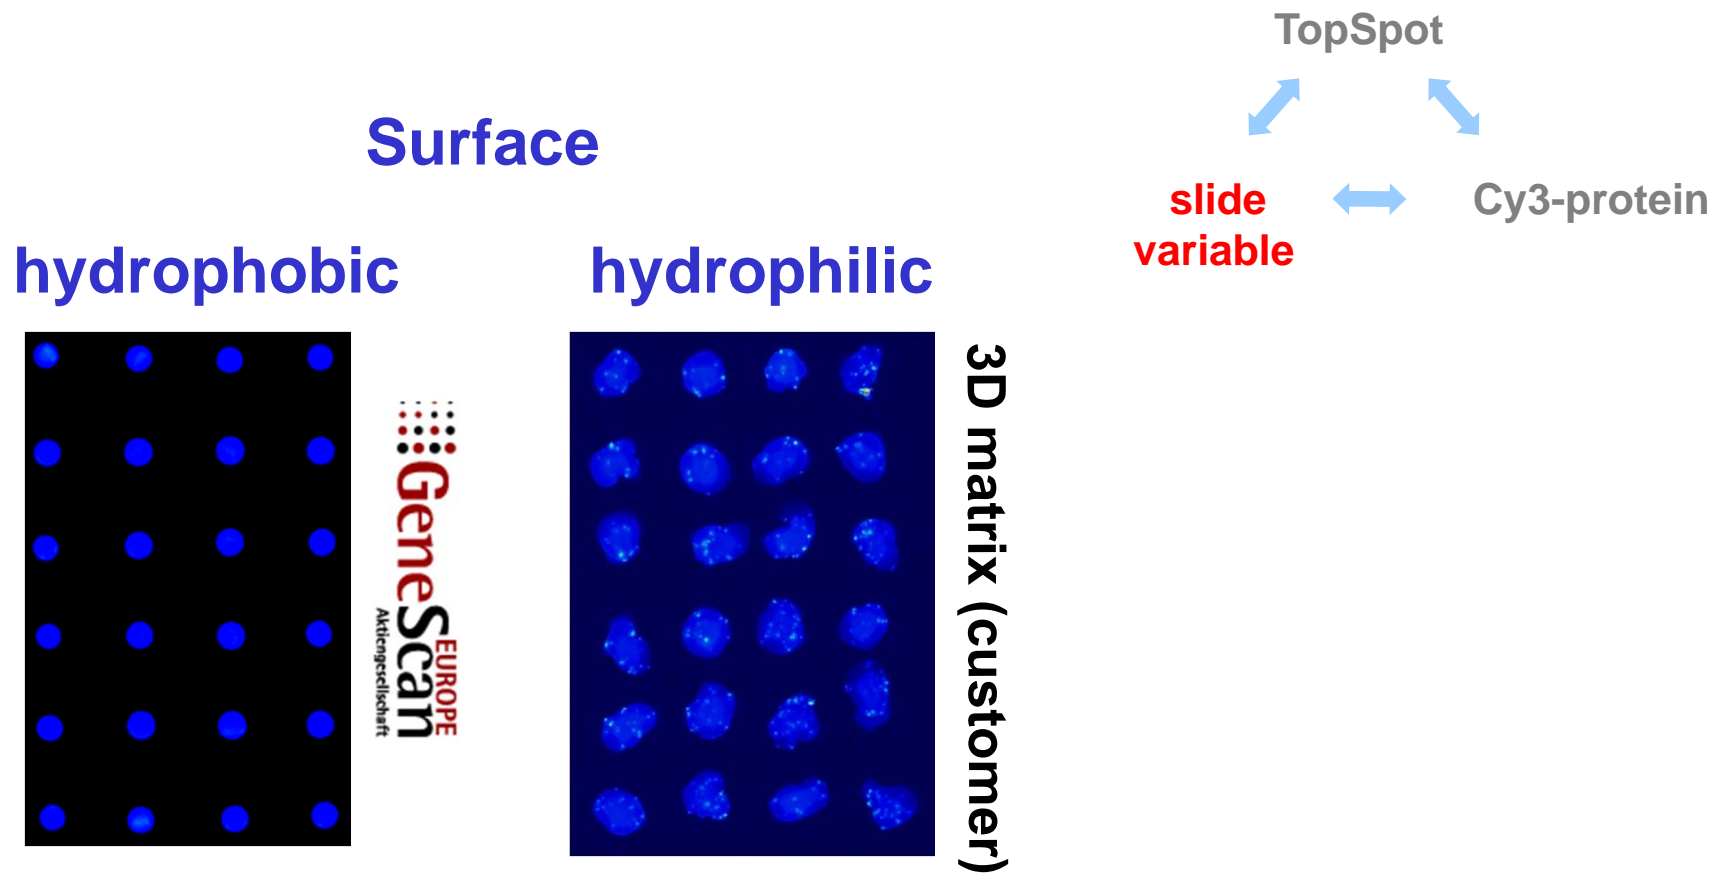 TopSpot
Surface
slide
variable
Cy3-protein
hydrophobic
hydrophilic
GeneScan
EUROPE
Aktiengesellschaft
3D matrix (customer)